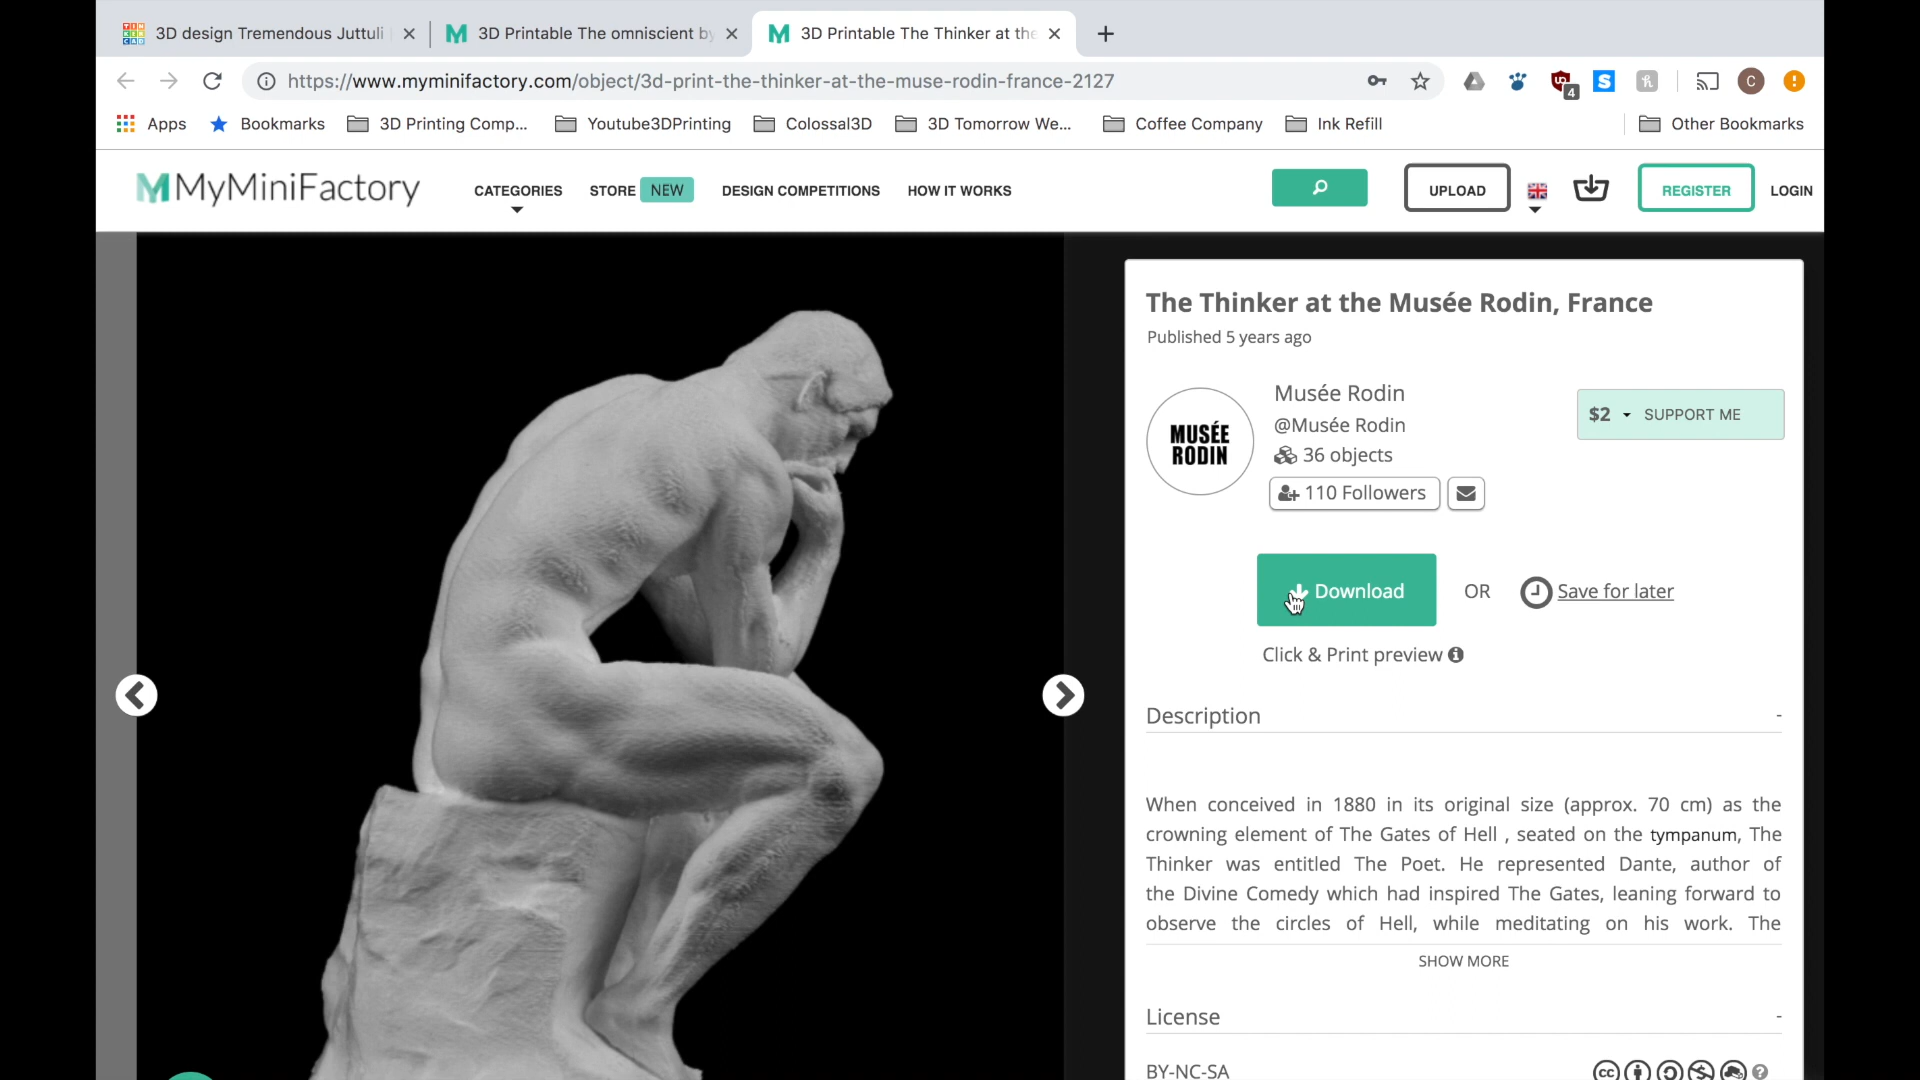 3D design Tremendous Juttuli
3D Printable The omniscient by
3D Printable The Thinker at the
https://www.myminifactory.com/object/3d-print-the-thinker-at-the-muse-rodin-france-2127
4
C
Apps
Bookmarks
3D Printing Comp...
Youtube3DPrinting
Colossal3D
3D Tomorrow We...
Coffee Company
Ink Refill
Other Bookmarks
MyMiniFactory
CATEGORIES
STORE NEW
DESIGN COMPETITIONS
HOW IT WORKS
UPLOAD
REGISTER
LOGIN
The Thinker at the Musée Rodin, France
Published 5 years ago
MUSÉE
RODIN
Musée Rodin
@Musée Rodin
36 objects
110 Followers
$2 SUPPORT ME
Download
OR
Save for later
Click & Print preview
Description -
When conceived in 1880 in its original size (approx. 70 cm) as the
crowning element of The Gates of Hell , seated on the tympanum, The
Thinker was entitled The Poet. He represented Dante, author of
the Divine Comedy which had inspired The Gates, leaning forward to
observe the circles of Hell, while meditating on his work. The
SHOW MORE
License -
BY-NC-SA